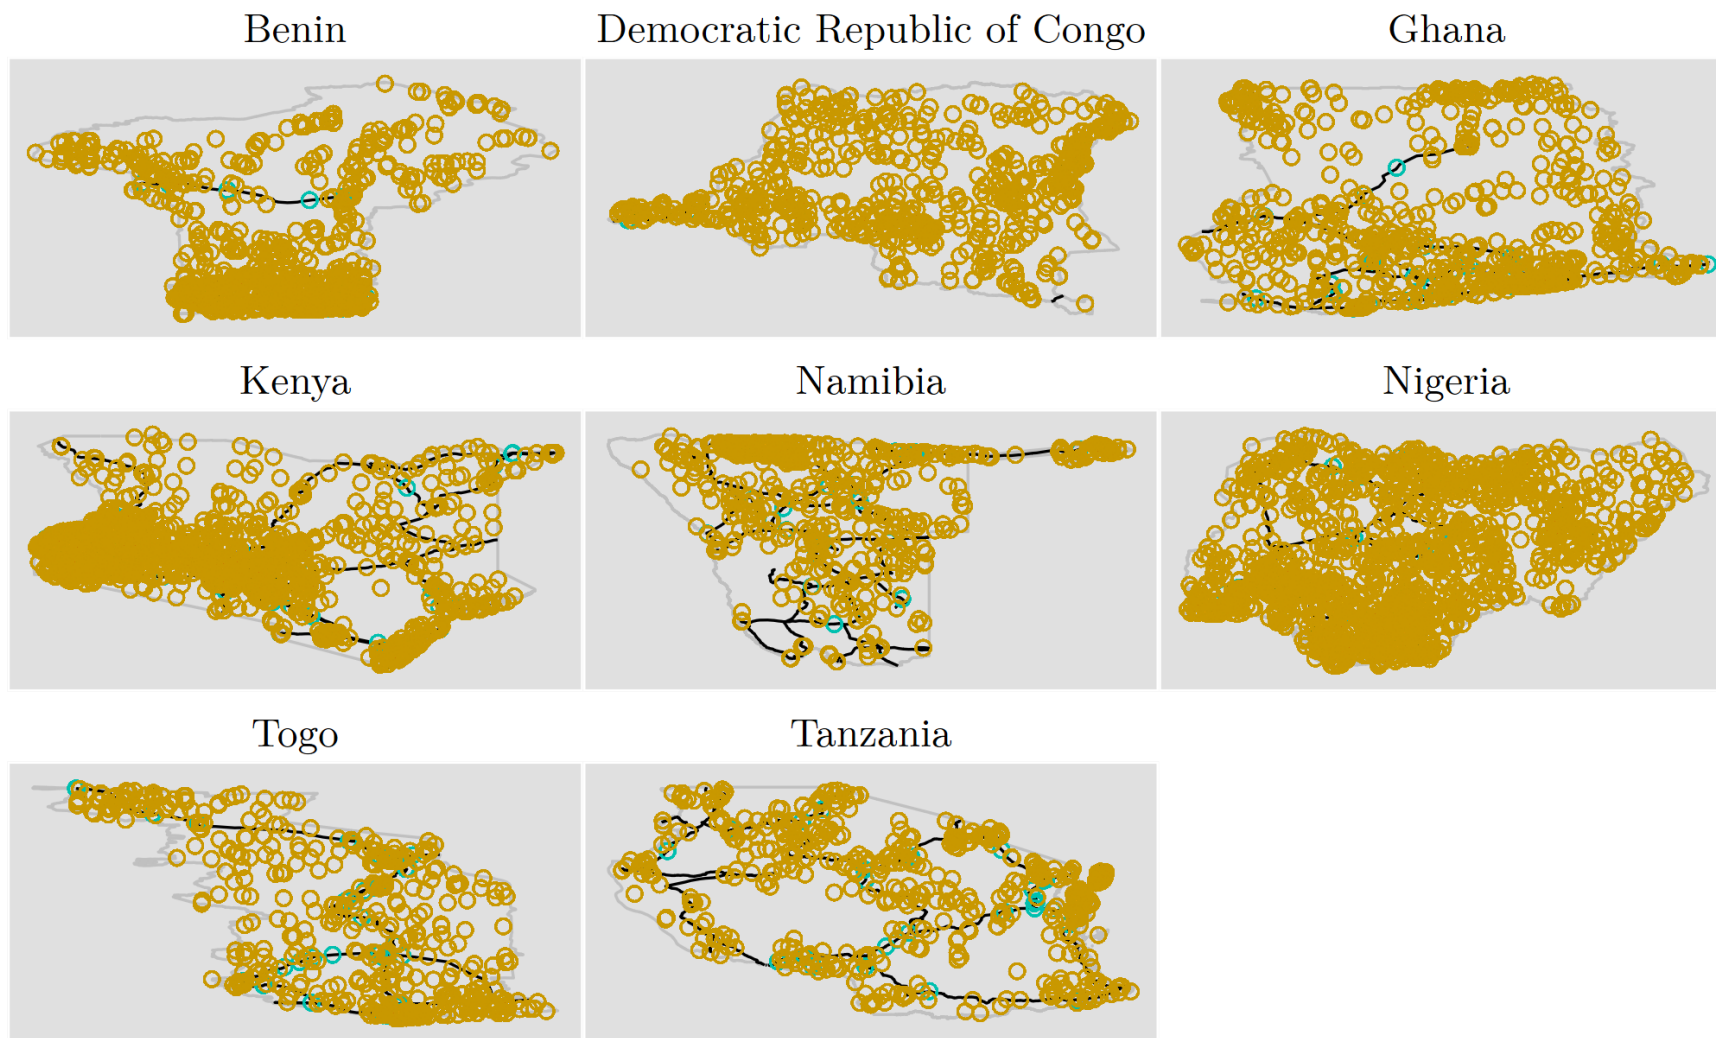 Benin
Democratic Republic of Congo
Ghana
Kenya
Namibia
Nigeria
Togo
Tanzania